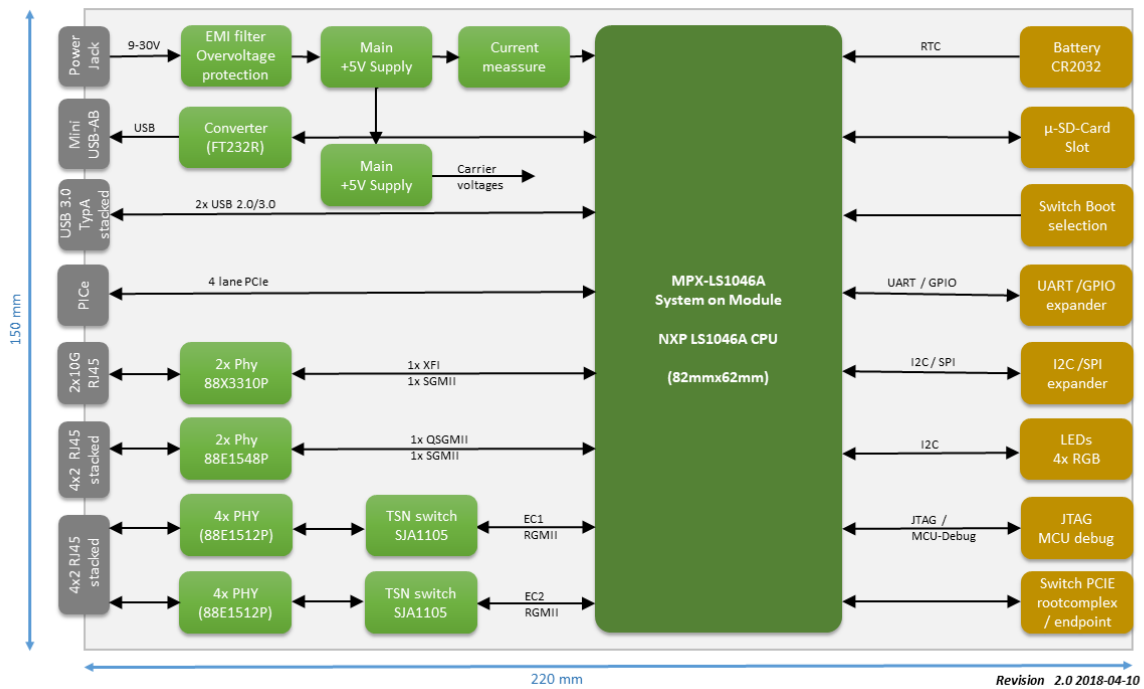 Power
Jack
9-30V
EMI filter
Overvoltage
protection
Main
+5V Supply
Current
meassure
RTC
Battery
CR2032
Mini
USB-AB
USB
Converter
(FT232R)
Main
+5V Supply
Carrier
voltages
µ-SD-Card
Slot
USB 3.0
TypA
stacked
2x USB 2.0/3.0
Switch Boot
selection
PICe
4 lane PCIe
MPX-LS1046A
System on Module
NXP LS1046A CPU
(82mmx62mm)
UART / GPIO
UART /GPIO
expander
2x10G
RJ45
2x Phy
88X3310P
1x XFI
1x SGMII
I2C / SPI
I2C /SPI
expander
4x2 RJ45
stacked
2x Phy
88E1548P
1x QSGMII
1x SGMII
I2C
LEDs
4x RGB
4x2 RJ45
stacked
4x PHY
(88E1512P)
TSN switch
SJA1105
EC1
RGMII
JTAG /
MCU-Debug
JTAG
MCU debug
4x PHY
(88E1512P)
TSN switch
SJA1105
EC2
RGMII
Switch PCIE
rootcomplex
/ endpoint
150 mm
220 mm
Revision 2.0 2018-04-10